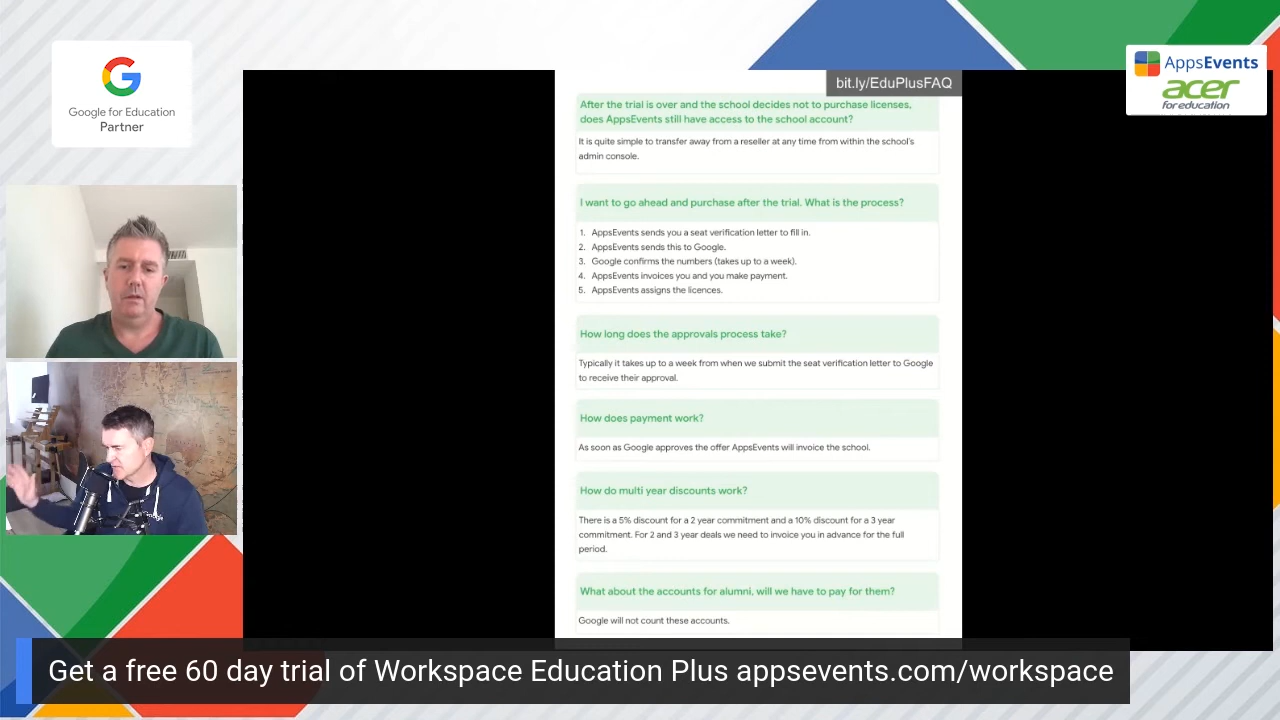 Google for Education
Partner
AppsEvents
acer
for education
bit.ly/EduPlusFAQ
After the trial is over and the school decides not to purchase licenses,
does AppsEvents still have access to the school account?
It is quite simple to transfer away from a reseller at any time from within the school's
admin console.
I want to go ahead and purchase after the trial. What is the process?
1. AppsEvents sends you a seat verification letter to fill in.
2. AppsEvents sends this to Google.
3. Google confirms the numbers (takes up to a week).
4. AppsEvents invoices you and you make payment.
5. AppsEvents assigns the licences.
How long does the approvals process take?
Typically it takes up to a week from when we submit the seat verification letter to Google
to receive their approval.
How does payment work?
As soon as Google approves the offer AppsEvents will invoice the school.
How do multi year discounts work?
There is a 5% discount for a 2 year commitment and a 10% discount for a 3 year
commitment. For 2 and 3 year deals we need to invoice you in advance for the full
period.
What about the accounts for alumni, will we have to pay for them?
Google will not count these accounts.
Get a free 60 day trial of Workspace Education Plus appsevents.com/workspace